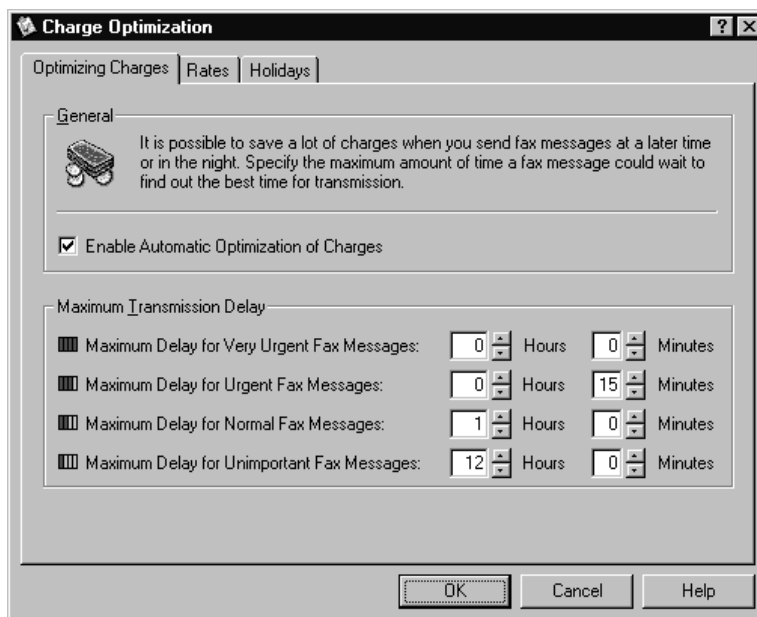 Charge Optimization
Optimizing Charges Rates Holidays
General
It is possible to save a lot of charges when you send fax messages at a later time
or in the night. Specify the maximum amount of time a fax message could wait to
find out the best time for transmission.
Enable Automatic Optimization of Charges
Maximum Transmission Delay
Maximum Delay for Very Urgent Fax Messages: 0 Hours 0 Minutes
Maximum Delay for Urgent Fax Messages: 0 Hours 15 Minutes
Maximum Delay for Normal Fax Messages: 1 Hours 0 Minutes
Maximum Delay for Unimportant Fax Messages: 12 Hours 0 Minutes
OK Cancel Help